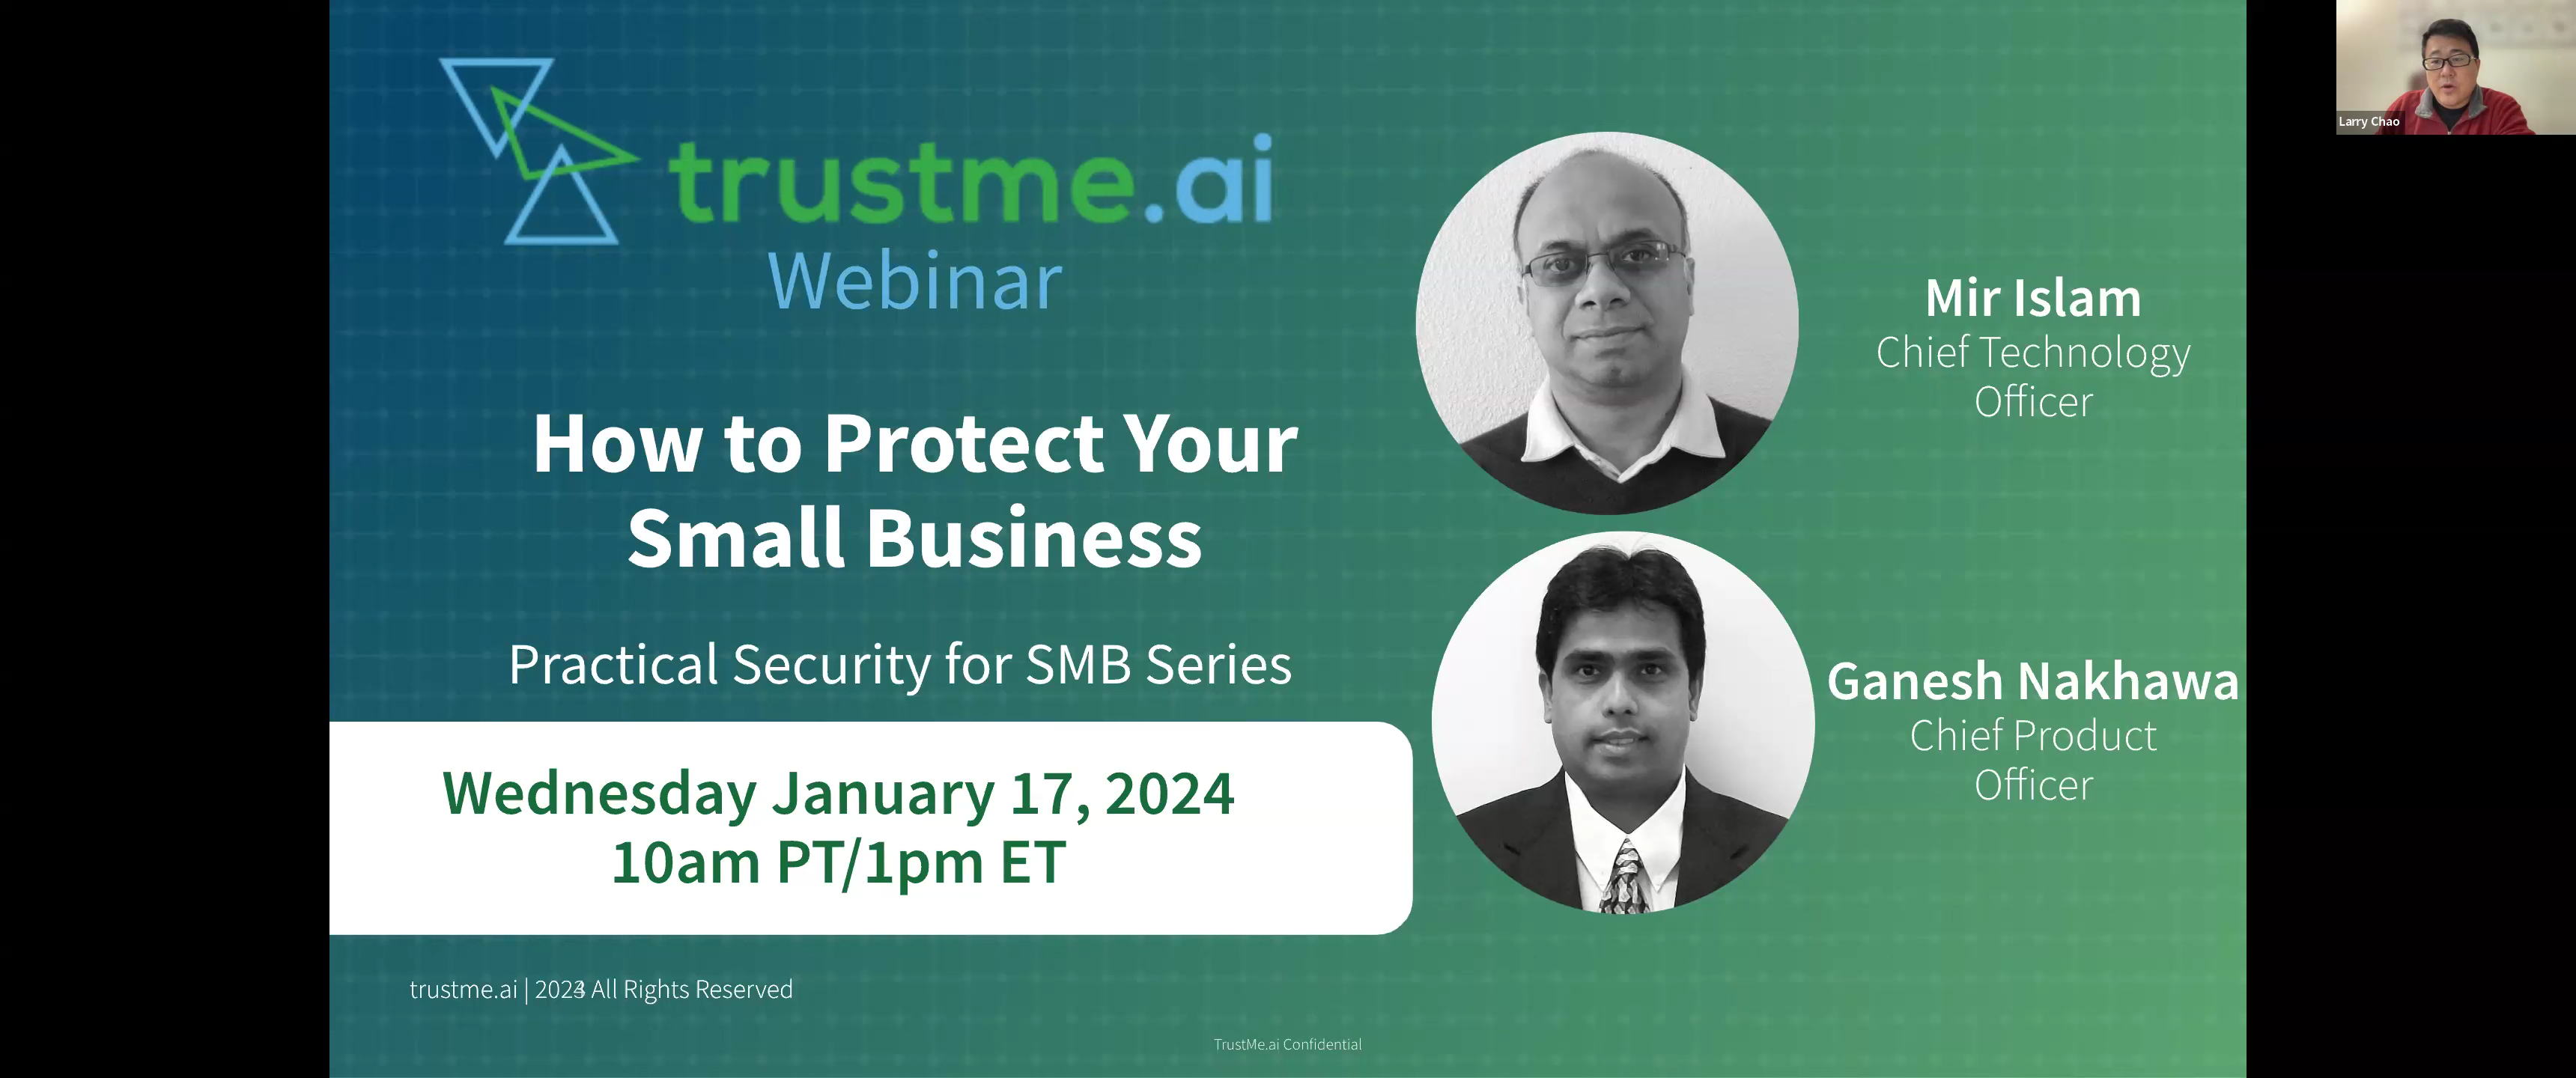 trustme.ai
Webinar
How to Protect Your
Small Business
Practical Security for SMB Series
Wednesday January 17, 2024
10am PT/1pm ET
Mir Islam
Chief Technology
Officer
Ganesh Nakhawa
Chief Product
Officer
Larry Chao
trustme.ai | All Rights Reserved
TrustMe.ai Confidential